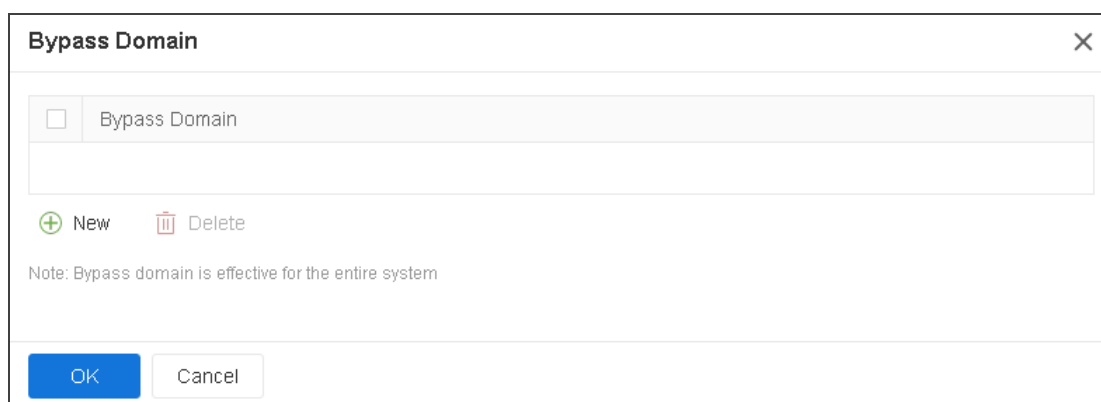 Bypass Domain
Bypass Domain
New Delete
Note: Bypass domain is effective for the entire system
OK Cancel